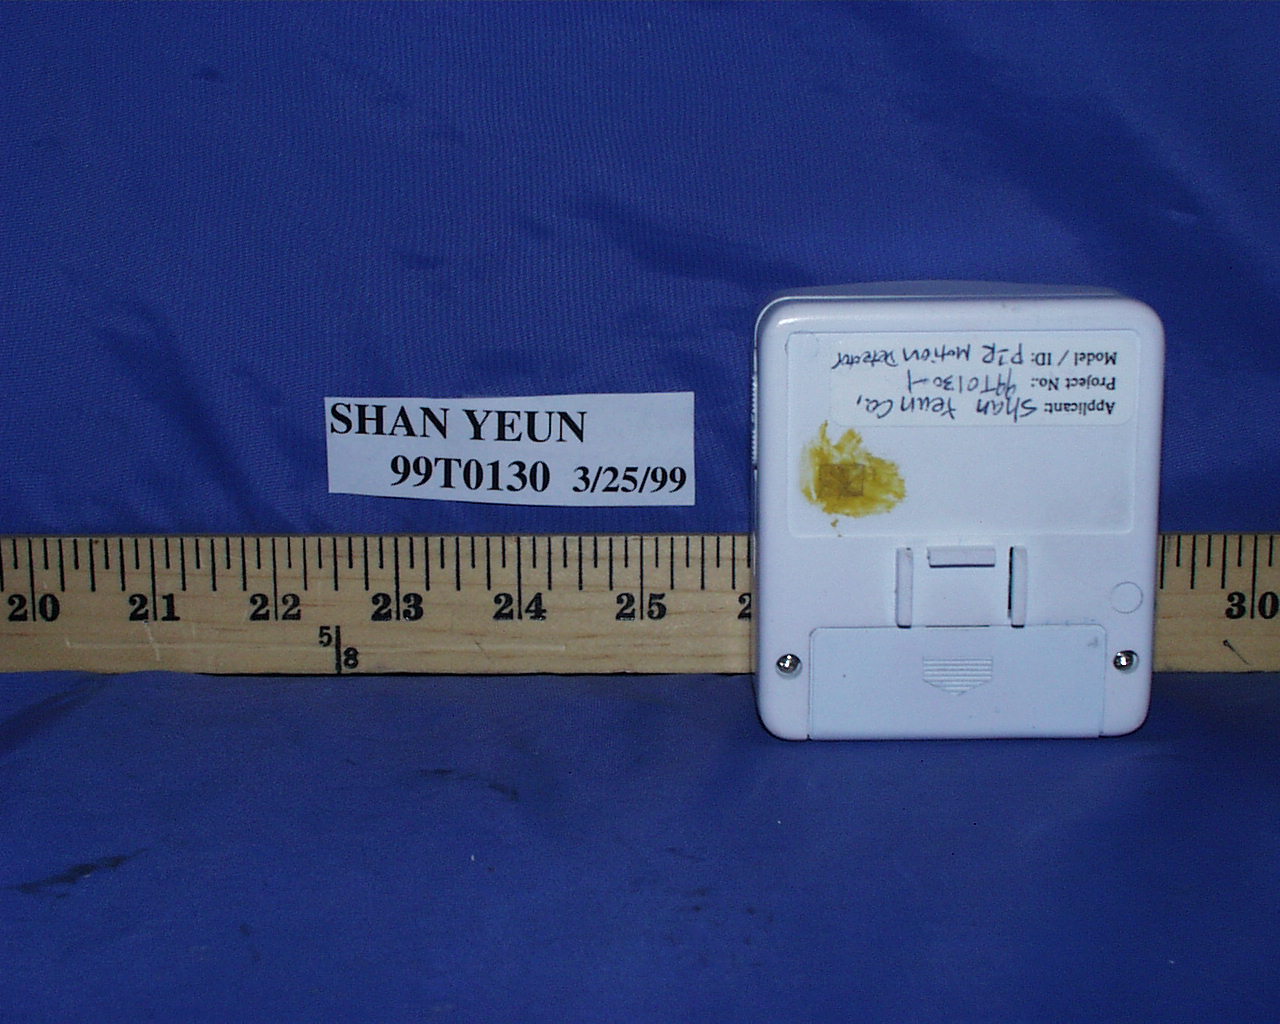 SHAN YEUN
99T0130 3/25/99
Applicant: Shan Yeun Co,
Project No.: 99T0130-1
Model / ID: PIR Motion Detector
20 21 22 23 24 25 2 30
5
8